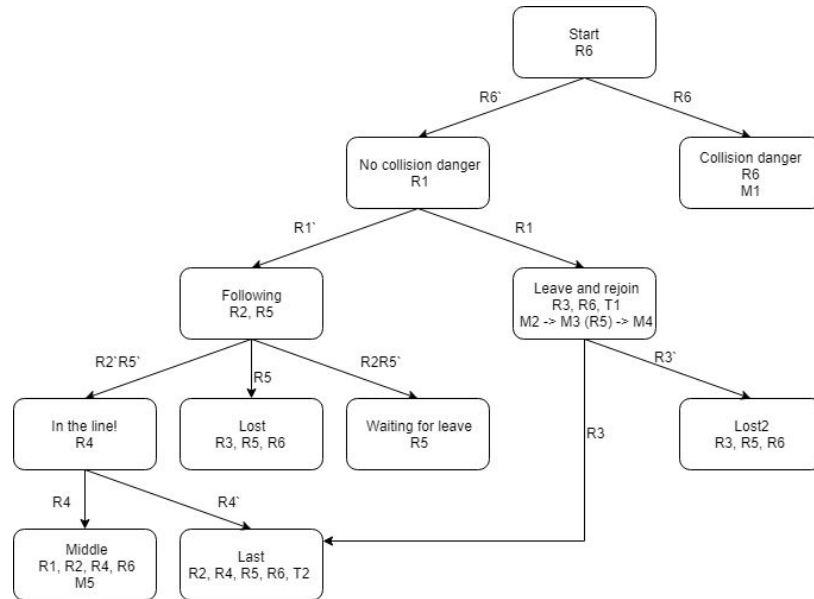 Start
R6
R6`
R6
No collision danger
R1
Collision danger
R6
M1
R1`
R1
Following
R2, R5
Leave and rejoin
R3, R6, T1
M2 -> M3 (R5) -> M4
R2`R5`
R5
R2R5`
R3`
In the line!
R4
Lost
R3, R5, R6
Waiting for leave
R5
R3
Lost2
R3, R5, R6
R4
R4`
Middle
R1, R2, R4, R6
M5
Last
R2, R4, R5, R6, T2